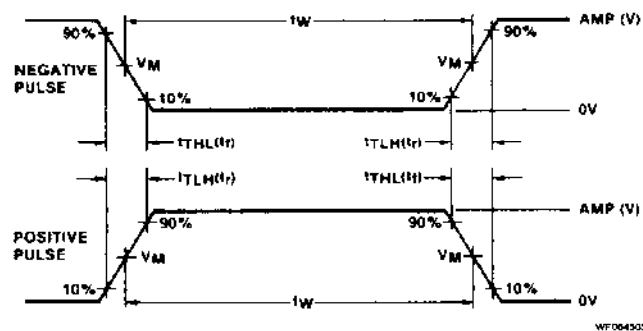 tW
AMP (V)
90%
90%
VM
VM
NEGATIVE
PULSE
10%
10%
0V
tTHL(tf)
tTLH(tr)
tTLH(tr)
tTHL(tf)
AMP (V)
90%
90%
POSITIVE
PULSE
VM
VM
10%
10%
tW
0V